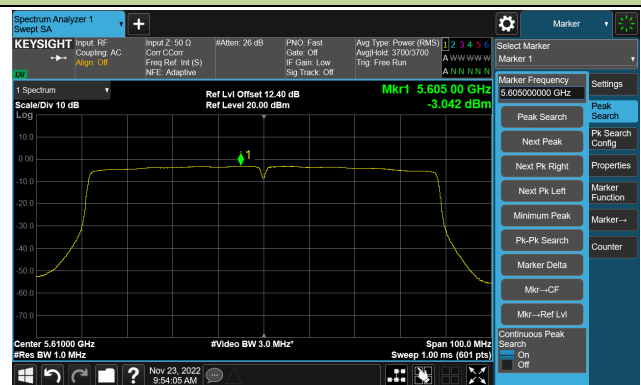 Spectrum Analyzer 1
Swept SA
Marker
KEYSIGHT
Input: RF
Coupling: AC
Align: Off
Input Z: 50 Ω
Corr CCorr
Freq Ref: Int (S)
NFE: Adaptive
#Atten: 26 dB
PNO: Fast
Gate: Off
IF Gain: Low
Sig Track: Off
Avg Type: Power (RMS)
Avg|Hold: 3700/3700
Trig: Free Run
1 2 3 4 5 6
A W W W W W
A N N N N N
LXI
Select Marker
Marker 1
1 Spectrum
Scale/Div 10 dB
Ref Lvl Offset 12.40 dB
Ref Level 20.00 dBm
Mkr1 5.605 00 GHz
-3.042 dBm
Log
10.0
0.00
-10.0
-20.0
-30.0
-40.0
-50.0
-60.0
-70.0
1
Center 5.61000 GHz
#Res BW 1.0 MHz
#Video BW 3.0 MHz*
Span 100.0 MHz
Sweep 1.00 ms (601 pts)
Marker Frequency
5.605000000 GHz
Peak Search
Next Peak
Next Pk Right
Next Pk Left
Minimum Peak
Pk-Pk Search
Marker Delta
Mkr→CF
Mkr→Ref Lvl
Continuous Peak
Search
On
Off
Settings
Peak
Search
Pk Search
Config
Properties
Marker
Function
Marker→
Counter
?
Nov 23, 2022
9:54:05 AM